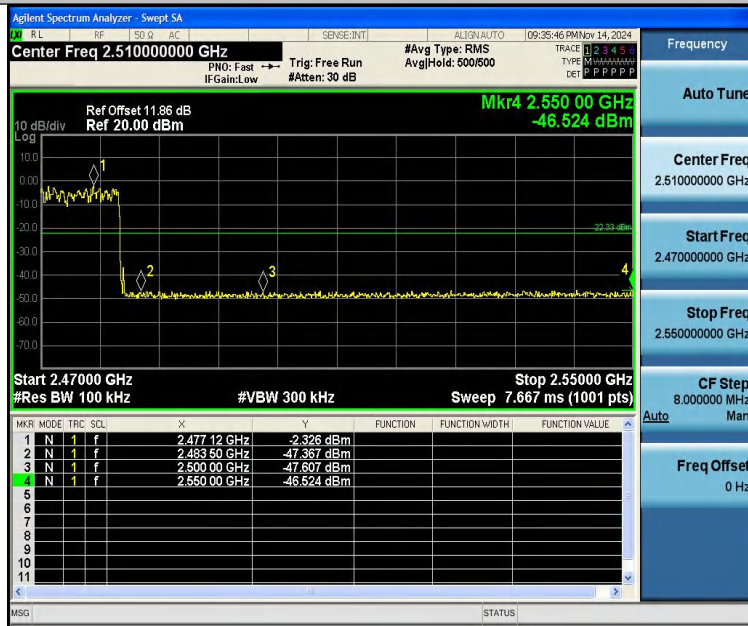 Agilent Spectrum Analyzer - Swept SA
LXI RL RF 50 Ω AC SENSE:INT ALIGN AUTO 09:35:46 PM Nov 14, 2024
Center Freq 2.510000000 GHz
PNO: Fast Trig: Free Run
IFGain:Low #Atten: 30 dB
#Avg Type: RMS
Avg|Hold: 500/500
TRACE 1 2 3 4 5 6
TYPE M
DET P P P P P P
Ref Offset 11.86 dB
10 dB/div Ref 20.00 dBm
Log
Mkr4 2.550 00 GHz
-46.524 dBm
10.0
0.00
-10.0
-20.0
-30.0
-40.0
-50.0
-60.0
-70.0
1
2
3
4
22.33 dBm
Start 2.47000 GHz Stop 2.55000 GHz
#Res BW 100 kHz #VBW 300 kHz Sweep 7.667 ms (1001 pts)
MKR MODE TRC SCL X Y FUNCTION FUNCTION WIDTH FUNCTION VALUE
1 N 1 f 2.477 12 GHz -2.326 dBm
2 N 1 f 2.483 50 GHz -47.367 dBm
3 N 1 f 2.500 00 GHz -47.607 dBm
4 N 1 f 2.550 00 GHz -46.524 dBm
5
6
7
8
9
10
11
MSG STATUS
Frequency
Auto Tune
Center Freq
2.510000000 GHz
Start Freq
2.470000000 GHz
Stop Freq
2.550000000 GHz
CF Step
8.000000 MHz
Auto Man
Freq Offset
0 Hz